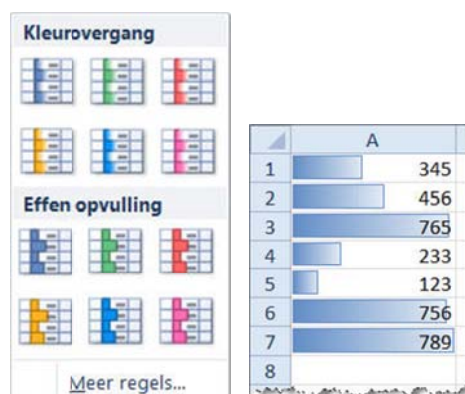 Kleurovergang
Effen opvulling
Meer regels...
A
1 345
2 456
3 765
4 233
5 123
6 756
7 789
8